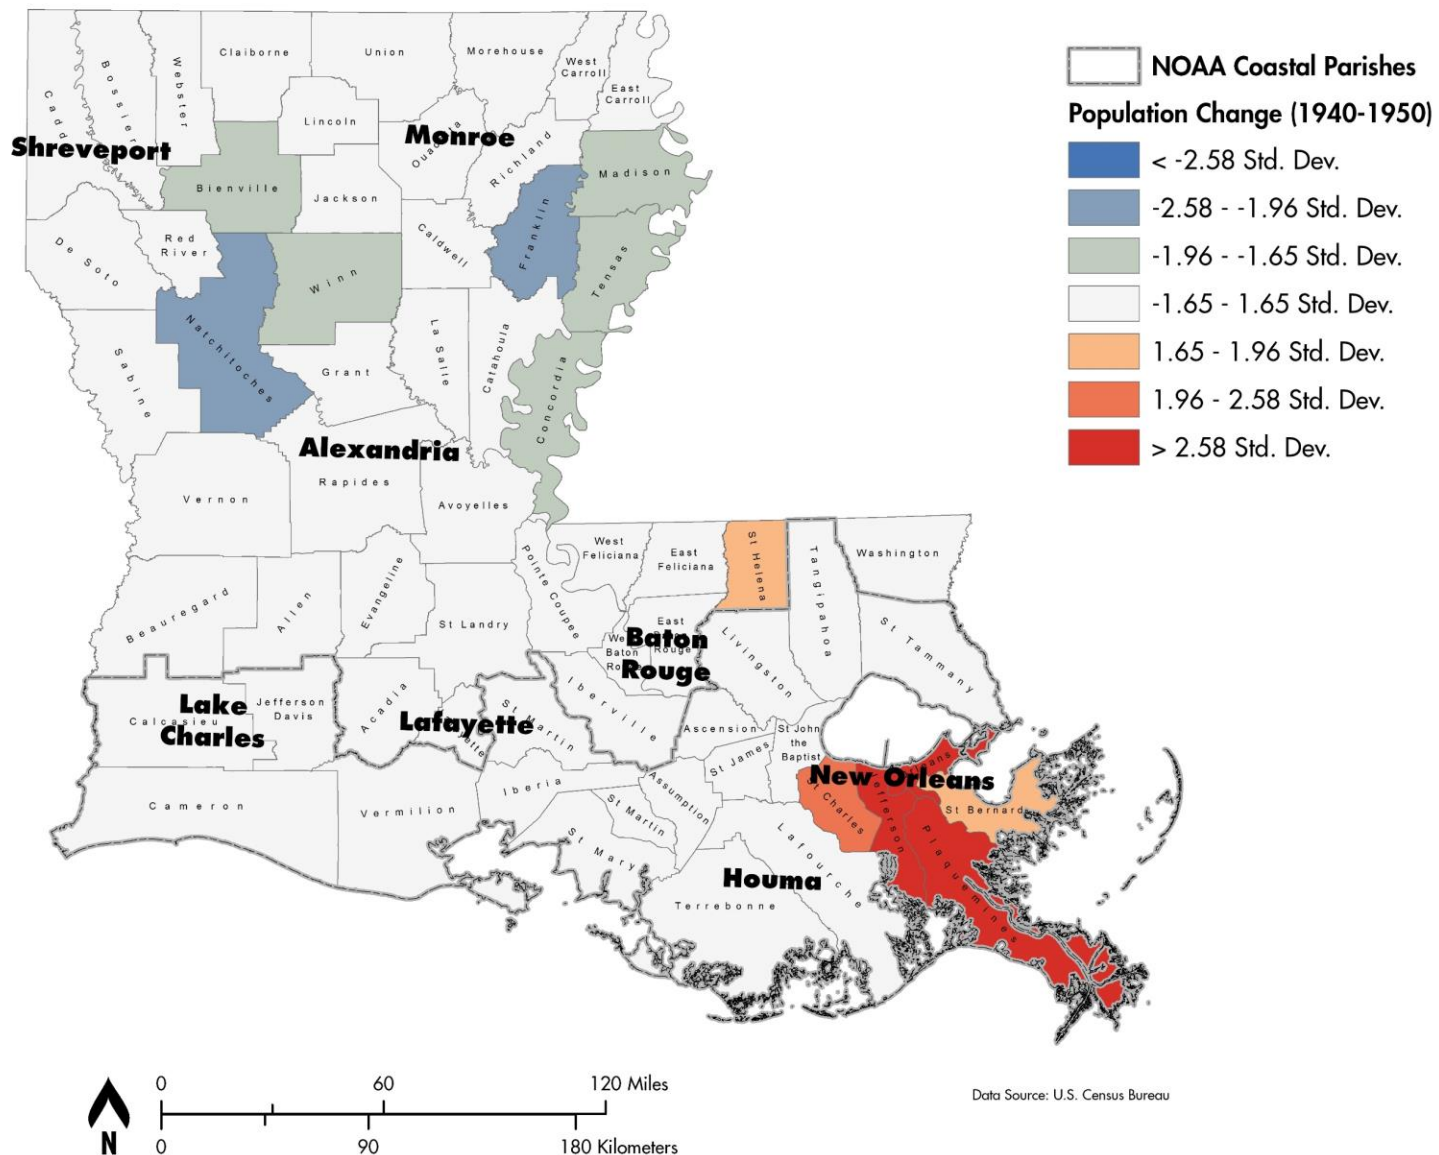 Claiborne
Union
Morehouse
West
Carroll
East
Carroll
Webster
Bossier
Lincoln
Monroe
Shreveport
Richland
Madison
Bienville
Jackson
Franklin
Red
River
Caldwell
De Soto
Winn
Tensas
Natchitoches
La Salle
Catahoula
Sabine
Grant
Concordia
Alexandria
Rapides
Vernon
Avoyelles
West
Feliciana
East
Feliciana
St Helena
Tangipahoa
Washington
Pointe Coupee
Evangeline
Beauregard
Allen
St Landry
East
Baton
Rouge
Baton
Livingston
St Tammany
Iberville
Lake
Charles
Calcasieu
Jefferson
Davis
Acadia
Lafayette
St Martin
Ascension
St John
the
Baptist
St James
New Orleans
Cameron
Vermilion
Iberia
Assumption
St Martin
St Charles
Jefferson
St Bernard
St Mary
Lafourche
Plaquemines
Houma
Terrebonne
NOAA Coastal Parishes
Population Change (1940-1950)
< -2.58 Std. Dev.
-2.58 - -1.96 Std. Dev.
-1.96 - -1.65 Std. Dev.
-1.65 - 1.65 Std. Dev.
1.65 - 1.96 Std. Dev.
1.96 - 2.58 Std. Dev.
> 2.58 Std. Dev.
0 60 120 Miles
N
0 90 180 Kilometers
Data Source: U.S. Census Bureau